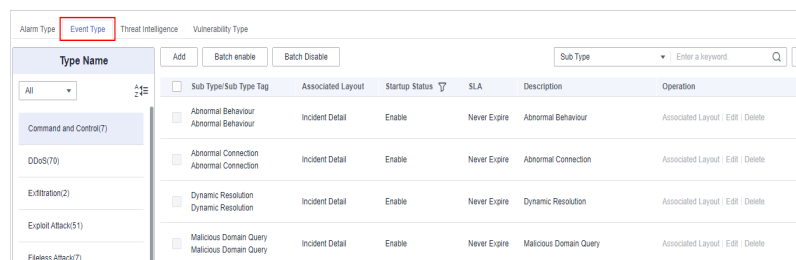 Alarm Type Event Type Threat Intelligence Vulnerability Type
Type Name
Add Batch enable Batch Disable Sub Type Enter a keyword.
All
Sub Type/Sub Type Tag Associated Layout Startup Status SLA Description Operation
Command and Control(7)
DDoS(70)
Exfiltration(2)
Exploit Attack(51)
Fileless Attack(7)
Abnormal Behaviour
Abnormal Behaviour
Incident Detail Enable Never Expire Abnormal Behaviour Associated Layout | Edit | Delete
Abnormal Connection
Abnormal Connection
Incident Detail Enable Never Expire Abnormal Connection Associated Layout | Edit | Delete
Dynamic Resolution
Dynamic Resolution
Incident Detail Enable Never Expire Dynamic Resolution Associated Layout | Edit | Delete
Malicious Domain Query
Malicious Domain Query
Incident Detail Enable Never Expire Malicious Domain Query Associated Layout | Edit | Delete